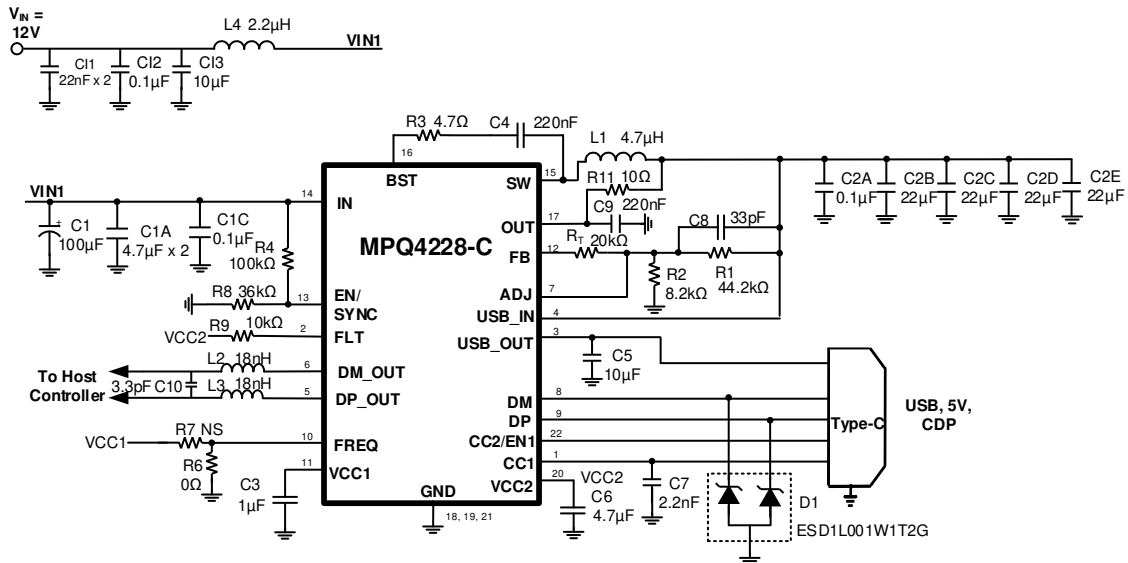 VIN =
12V
L4 2.2µH
VIN1
CI1
22nF x 2
CI2
0.1µF
CI3
10µF
R3 4.7Ω
C4
220nF
L1 4.7µH
16
BST
15
SW
R11 10Ω
C9 220nF
C2A
0.1µF
C2B
22µF
C2C
22µF
C2D
22µF
C2E
22µF
VIN1
14
IN
C1
100µF
+
C1A
4.7µF x 2
C1C
0.1µF
R4
100kΩ
MPQ4228-C
17
OUT
C8
33pF
12
FB
RT 20kΩ
R2
8.2kΩ
R1
44.2kΩ
7
ADJ
R8 36kΩ
13
EN/
SYNC
4
USB_IN
VCC2
R9
10kΩ
2
FLT
3
USB_OUT
C5
10µF
To Host
Controller
L2 18nH
6
DM_OUT
3.3pF C10
L3 18nH
5
DP_OUT
8
DM
9
DP
22
CC2/EN1
1
CC1
20
VCC2
Type-C
USB, 5V,
CDP
VCC1
R7 NS
10
FREQ
R6
0Ω
11
VCC1
C3
1µF
GND
18, 19, 21
VCC2
C6
4.7µF
C7
2.2nF
D1
ESD1L001W1T2G